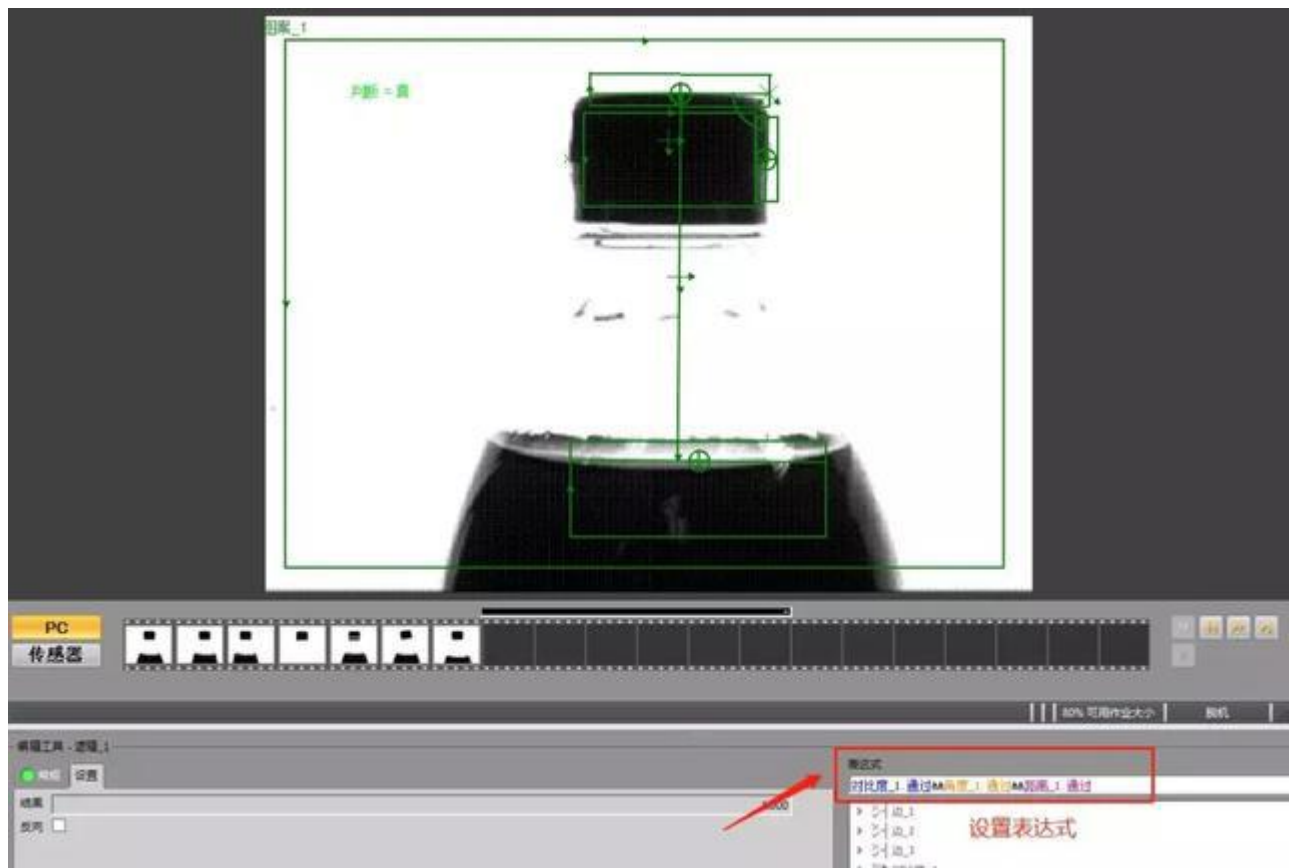 图案_1
判断 = 真
PC
传感器
80% 可用作业大小
脱机
编辑工具 - 逻辑_1
常规
设置
结果
反向
表达式
对比度_1.通过&&角度_1.通过&&距离_1.通过
边_1
边_2
边_3
设置表达式